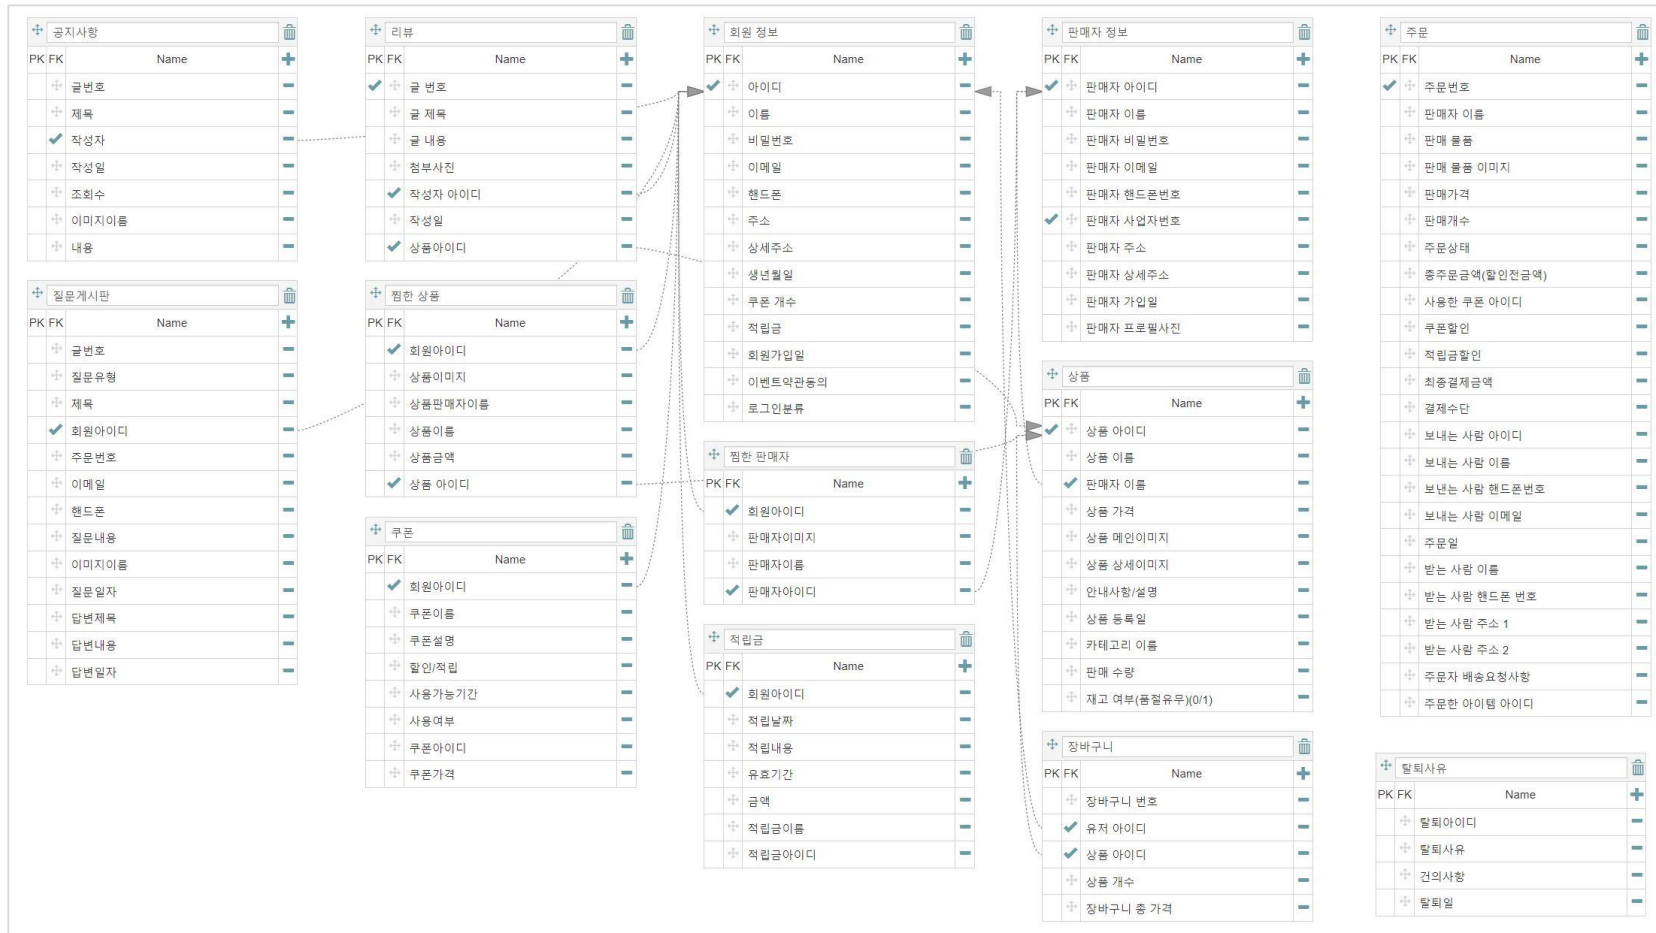 공지사항
PK FK Name
글번호
제목
작성자
작성일
조회수
이미지이름
내용
질문게시판
PK FK Name
글번호
질문유형
제목
회원아이디
주문번호
이메일
핸드폰
질문내용
이미지이름
질문일자
답변제목
답변내용
답변일자
리뷰
PK FK Name
글 번호
글 제목
글 내용
첨부사진
작성자 아이디
작성일
상품아이디
찜한 상품
PK FK Name
회원아이디
상품이미지
상품판매자이름
상품이름
상품금액
상품 아이디
쿠폰
PK FK Name
회원아이디
쿠폰이름
쿠폰설명
할인/적립
사용가능기간
사용여부
쿠폰아이디
쿠폰가격
회원 정보
PK FK Name
아이디
이름
비밀번호
이메일
핸드폰
주소
상세주소
생년월일
쿠폰 개수
적립금
회원가입일
이벤트약관동의
로그인분류
찜한 판매자
PK FK Name
회원아이디
판매자이미지
판매자이름
판매자아이디
적립금
PK FK Name
회원아이디
적립날짜
적립내용
유효기간
금액
적립금이름
적립금아이디
판매자 정보
PK FK Name
판매자 아이디
판매자 이름
판매자 비밀번호
판매자 이메일
판매자 핸드폰번호
판매자 사업자번호
판매자 주소
판매자 상세주소
판매자 가입일
판매자 프로필사진
상품
PK FK Name
상품 아이디
상품 이름
판매자 이름
상품 가격
상품 메인이미지
상품 상세이미지
안내사항/설명
상품 등록일
카테고리 이름
판매 수량
재고 여부(품절유무)(0/1)
장바구니
PK FK Name
장바구니 번호
유저 아이디
상품 아이디
상품 개수
장바구니 총 가격
주문
PK FK Name
주문번호
판매자 이름
판매 물품
판매 물품 이미지
판매가격
판매개수
주문상태
총주문금액(할인전금액)
사용한 쿠폰 아이디
쿠폰할인
적립금할인
최종결제금액
결제수단
보내는 사람 아이디
보내는 사람 이름
보낸는 사람 핸드폰번호
보내는 사람 이메일
주문일
받는 사람 이름
받는 사람 핸드폰 번호
받는 사람 주소 1
받는 사람 주소 2
주문자 배송요청사항
주문한 아이템 아이디
탈퇴사유
PK FK Name
탈퇴아이디
탈퇴사유
건의사항
탈퇴일